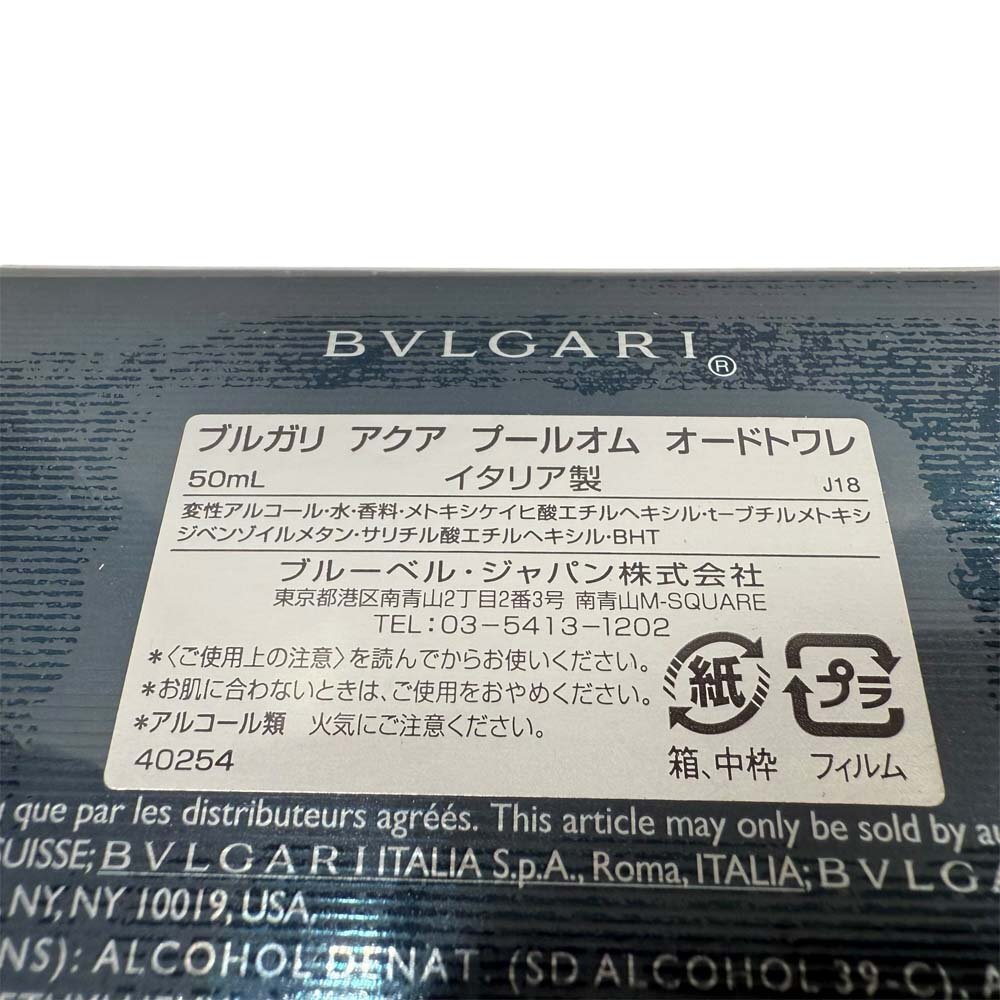 BVLGARI®
ブルガリ アクア プールオム オードトワレ
50mL イタリア製 J18
変性アルコール・水・香料・メトキシケイヒ酸エチルヘキシル・t-ブチルメトキシ
ジベンゾイルメタン・サリチル酸エチルヘキシル・BHT
ブルーベル・ジャパン株式会社
東京都港区南青山2丁目2番3号 南青山M-SQUARE
TEL:03-5413-1202
*〈ご使用上の注意〉を読んでからお使いください。
*お肌に合わないときは、ご使用をおやめください。
*アルコール類 火気にご注意ください。
40254
紙 プラ
箱、中枠 フィルム
que par les distributeurs agréés. This article may only be sold by
SUISSE; BVLGARI ITALIA S.p.A., Roma, ITALIA; BVLG
NY, NY 10019, USA.
NS): ALCOHOL DENAT (SD ALCOHOL 39-C),